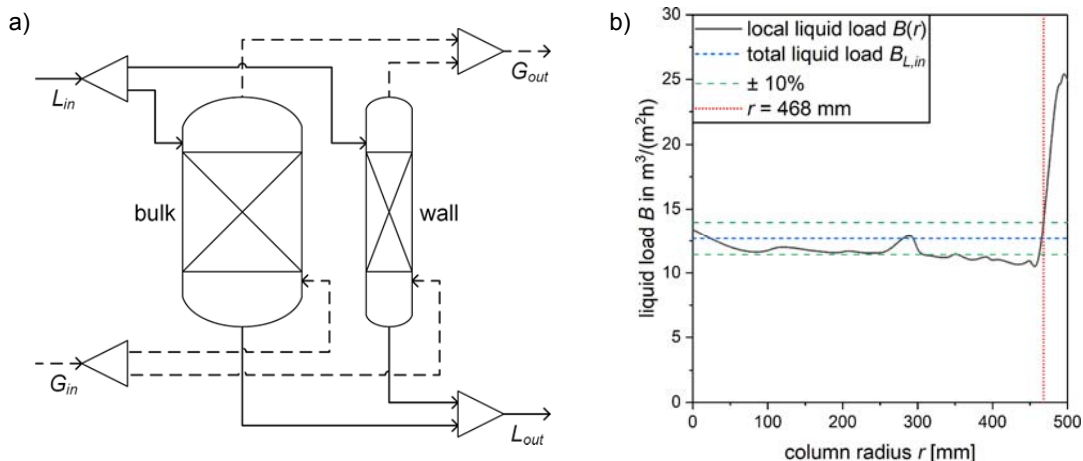 a)
L_in
G_out
bulk
wall
G_in
L_out
b)
30
25
20
15
10
5
0
liquid load B in m³/(m²h)
local liquid load B(r)
total liquid load B_L,in
± 10%
r = 468 mm
0 100 200 300 400 500
column radius r [mm]